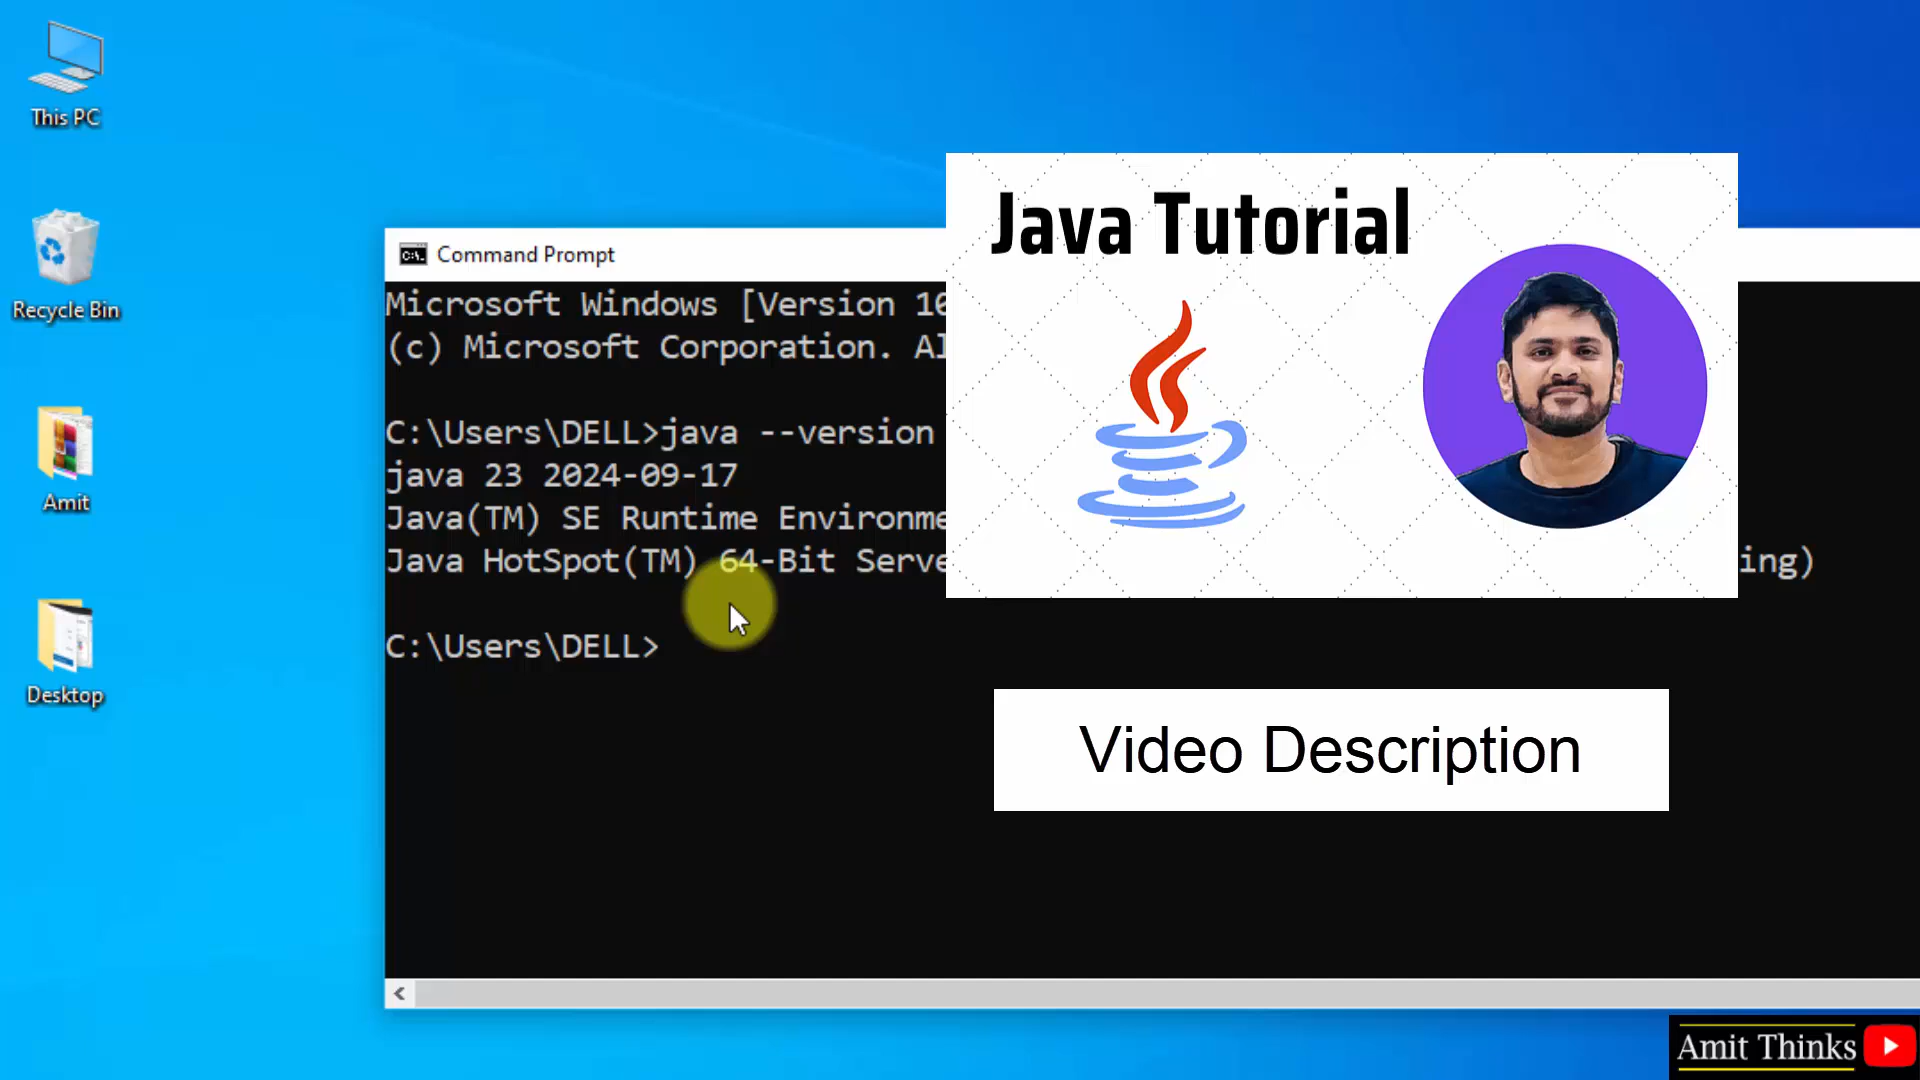 This PC
Recycle Bin
Amit
Desktop
Command Prompt
Microsoft Windows [Version 10
(c) Microsoft Corporation. Al
C:\Users\DELL>java --version
java 23 2024-09-17
Java(TM) SE Runtime Environme
Java HotSpot(TM) 64-Bit Serve
ing)
C:\Users\DELL>
Java Tutorial
Video Description
Amit Thinks